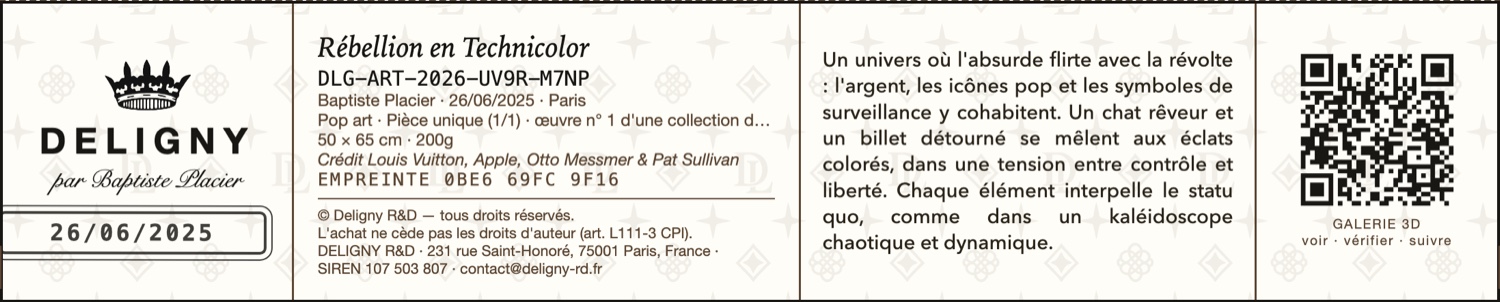 DELIGNY
par Baptiste Placier
26/06/2025
Rébellion en Technicolor
DLG–ART–2026–UV9R–M7NP
Baptiste Placier · 26/06/2025 · Paris
Pop art · Pièce unique (1/1) · œuvre n° 1 d'une collection d…
50 × 65 cm · 200g
Crédit Louis Vuitton, Apple, Otto Messmer & Pat Sullivan
EMPREINTE 0BE6 69FC 9F16
© Deligny R&D — tous droits réservés.
L'achat ne cède pas les droits d'auteur (art. L111-3 CPI).
DELIGNY R&D · 231 rue Saint-Honoré, 75001 Paris, France ·
SIREN 107 503 807 · contact@deligny-rd.fr
Un univers où l'absurde flirte avec la révolte
: l'argent, les icônes pop et les symboles de
surveillance y cohabitent. Un chat rêveur et
un billet détourné se mêlent aux éclats
colorés, dans une tension entre contrôle et
liberté. Chaque élément interpelle le statu
quo, comme dans un kaléidoscope
chaotique et dynamique.
GALERIE 3D
voir · vérifier · suivre